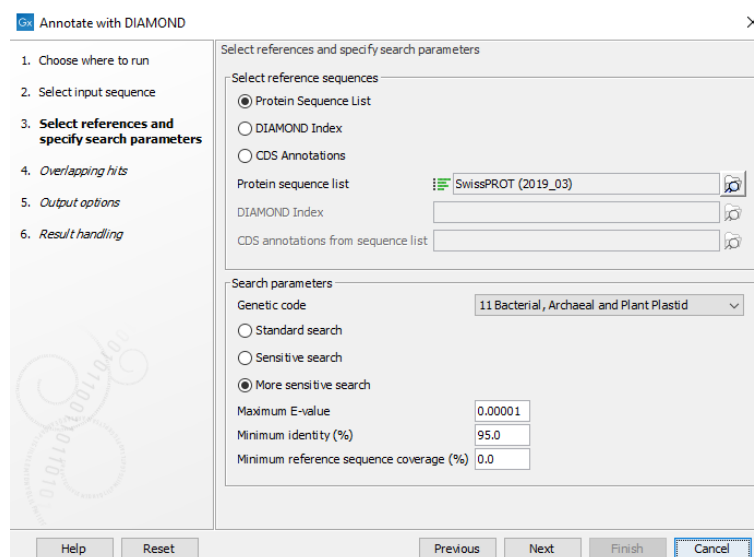 Gx Annotate with DIAMOND
1. Choose where to run
2. Select input sequence
3. Select references and
specify search parameters
4. Overlapping hits
5. Output options
6. Result handling
Select references and specify search parameters
Select reference sequences
Protein Sequence List
DIAMOND Index
CDS Annotations
Protein sequence list SwissPROT (2019_03)
DIAMOND Index
CDS annotations from sequence list
Search parameters
Genetic code 11 Bacterial, Archaeal and Plant Plastid
Standard search
Sensitive search
More sensitive search
Maximum E-value 0.00001
Minimum identity (%) 95.0
Minimum reference sequence coverage (%) 0.0
Help Reset Previous Next Finish Cancel